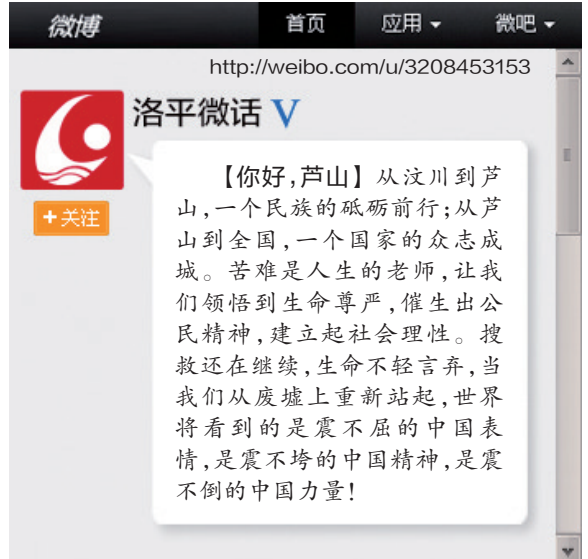 微博 首页 应用 微吧
http://weibo.com/u/3208453153
洛平微话 V
+关注
【你好,芦山】从汶川到芦
山,一个民族的砥砺前行;从芦
山到全国,一个国家的众志成
城。苦难是人生的老师,让我
们领悟到生命尊严,催生出公
民精神,建立起社会理性。搜
救还在继续,生命不轻言弃,当
我们从废墟上重新站起,世界
将看到的是震不屈的中国表
情,是震不垮的中国精神,是震
不倒的中国力量!